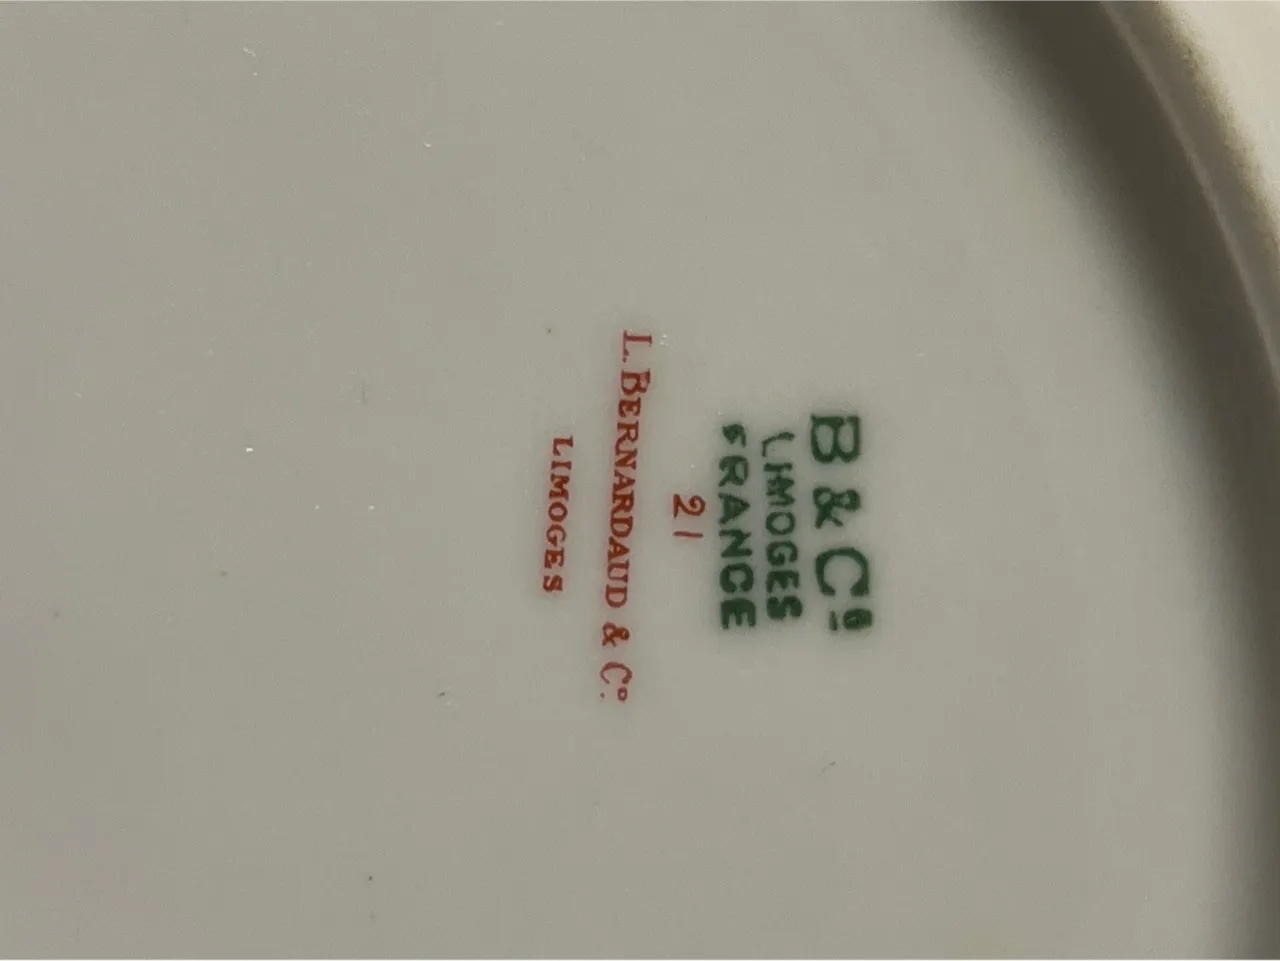 B & Cº
LIMOGES
FRANCE
21
L. BERNARDAUD & Cº.
LIMOGES